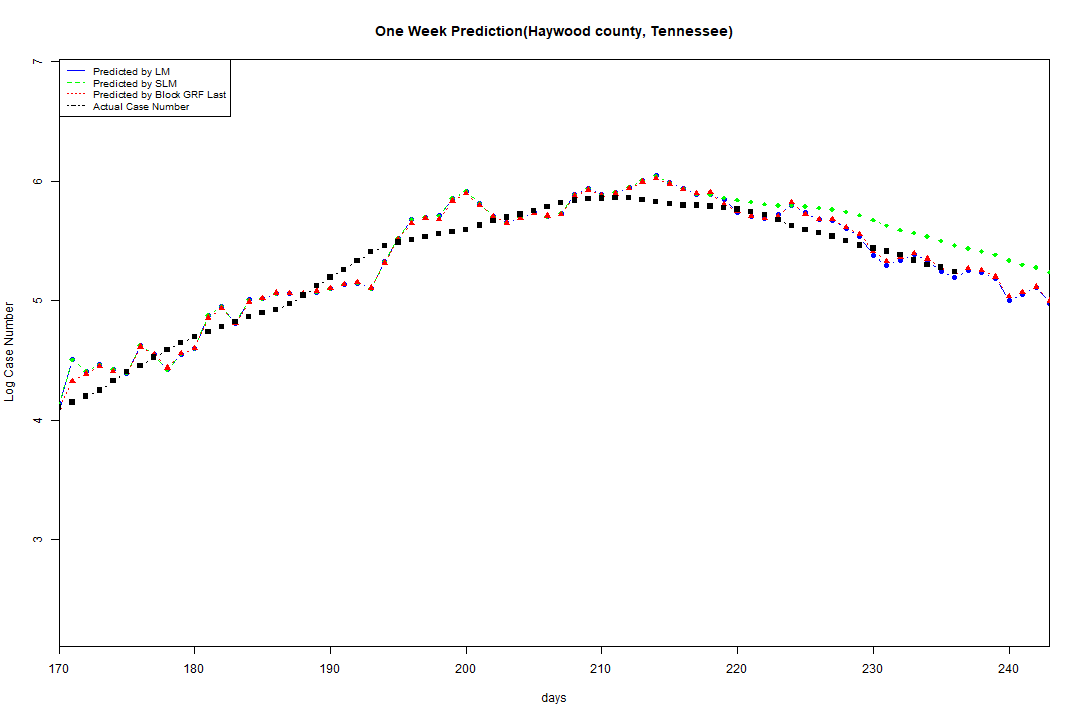 One Week Prediction(Haywood county, Tennessee)
Predicted by LM
Predicted by SLM
Predicted by Block GRF Last
Actual Case Number
7
6
5
4
3
Log Case Number
170 180 190 200 210 220 230 240
days